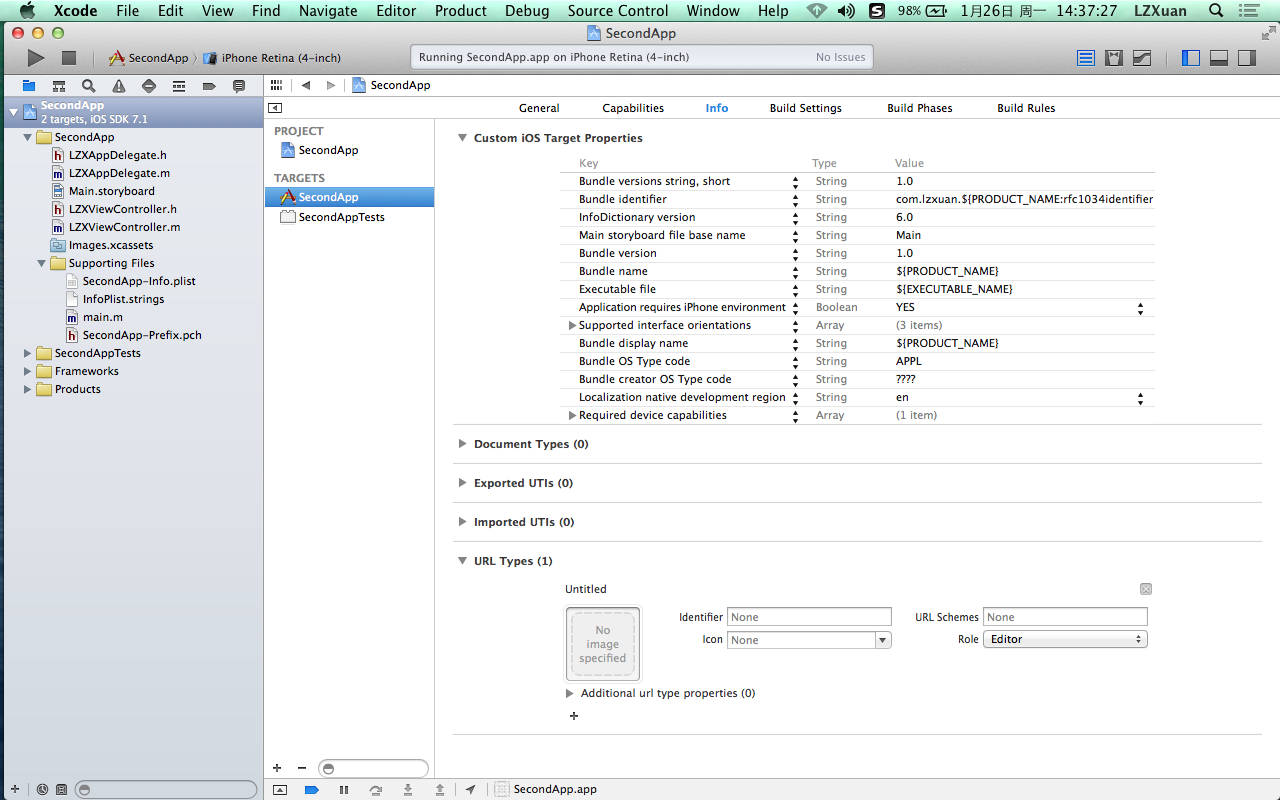 Xcode File Edit View Find Navigate Editor Product Debug Source Control Window Help 98% 1月26日 周一 14:37:27 LZXuan
SecondApp
SecondApp iPhone Retina (4-inch) Running SecondApp.app on iPhone Retina (4-inch) No Issues
SecondApp
SecondApp
2 targets, iOS SDK 7.1
SecondApp
LZXAppDelegate.h
LZXAppDelegate.m
Main.storyboard
LZXViewController.h
LZXViewController.m
Images.xcassets
Supporting Files
SecondApp-Info.plist
InfoPlist.strings
main.m
SecondApp-Prefix.pch
SecondAppTests
Frameworks
Products
PROJECT
SecondApp
TARGETS
SecondApp
SecondAppTests
General Capabilities Info Build Settings Build Phases Build Rules
Custom iOS Target Properties
Key Type Value
Bundle versions string, short String 1.0
Bundle identifier String com.lzxuan.${PRODUCT_NAME:rfc1034identifier
InfoDictionary version String 6.0
Main storyboard file base name String Main
Bundle version String 1.0
Bundle name String ${PRODUCT_NAME}
Executable file String ${EXECUTABLE_NAME}
Application requires iPhone environment Boolean YES
Supported interface orientations Array (3 items)
Bundle display name String ${PRODUCT_NAME}
Bundle OS Type code String APPL
Bundle creator OS Type code String ????
Localization native development region String en
Required device capabilities Array (1 item)
Document Types (0)
Exported UTIs (0)
Imported UTIs (0)
URL Types (1)
Untitled
No
image
specified
Identifier None URL Schemes None
Icon None Role Editor
Additional url type properties (0)
SecondApp.app